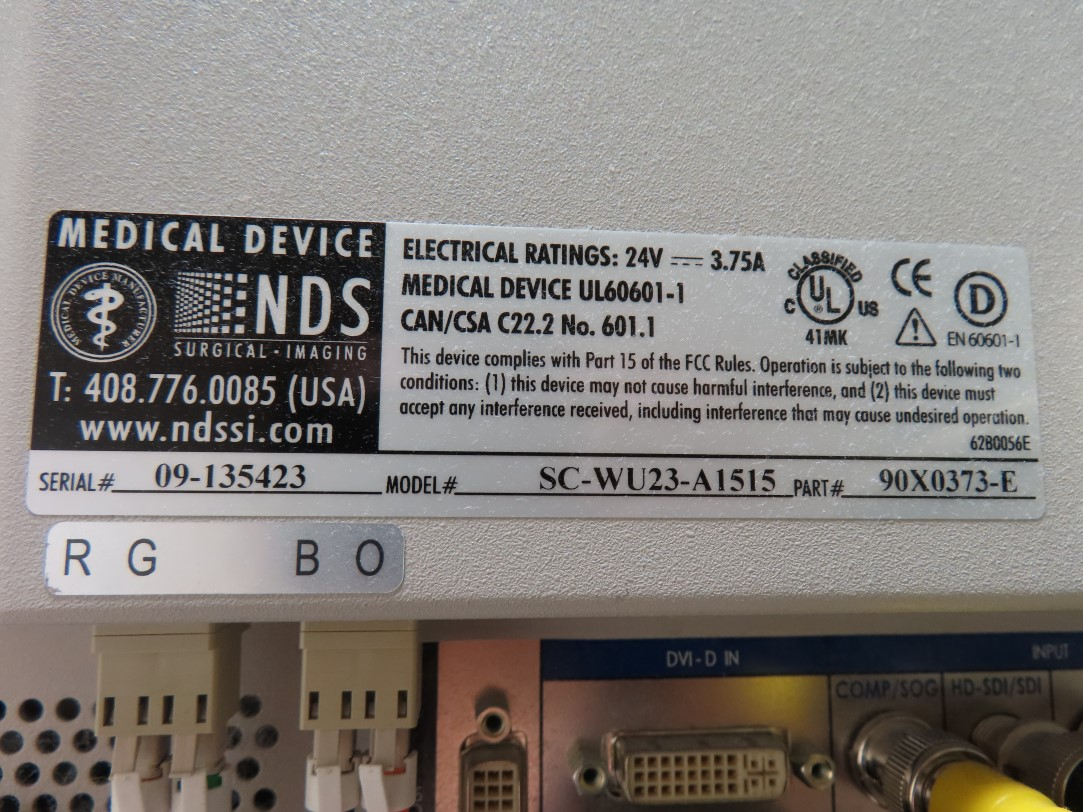 MEDICAL DEVICE
MEDICAL DEVICE MANUFACTURER
NDS
SURGICAL · IMAGING
T: 408.776.0085 (USA)
www.ndssi.com
ELECTRICAL RATINGS: 24V ⎓ 3.75A
MEDICAL DEVICE UL60601-1
CAN/CSA C22.2 No. 601.1
CLASSIFIED
C UL US
®
41MK
CE
D
EN 60601-1
This device complies with Part 15 of the FCC Rules. Operation is subject to the following two
conditions: (1) this device may not cause harmful interference, and (2) this device must
accept any interference received, including interference that may cause undesired operation.
62B0056E
SERIAL# 09-135423 MODEL# SC-WU23-A1515 PART# 90X0373-E
R G B O
DVI-D IN INPUT
COMP/SOG HD-SDI/SDI